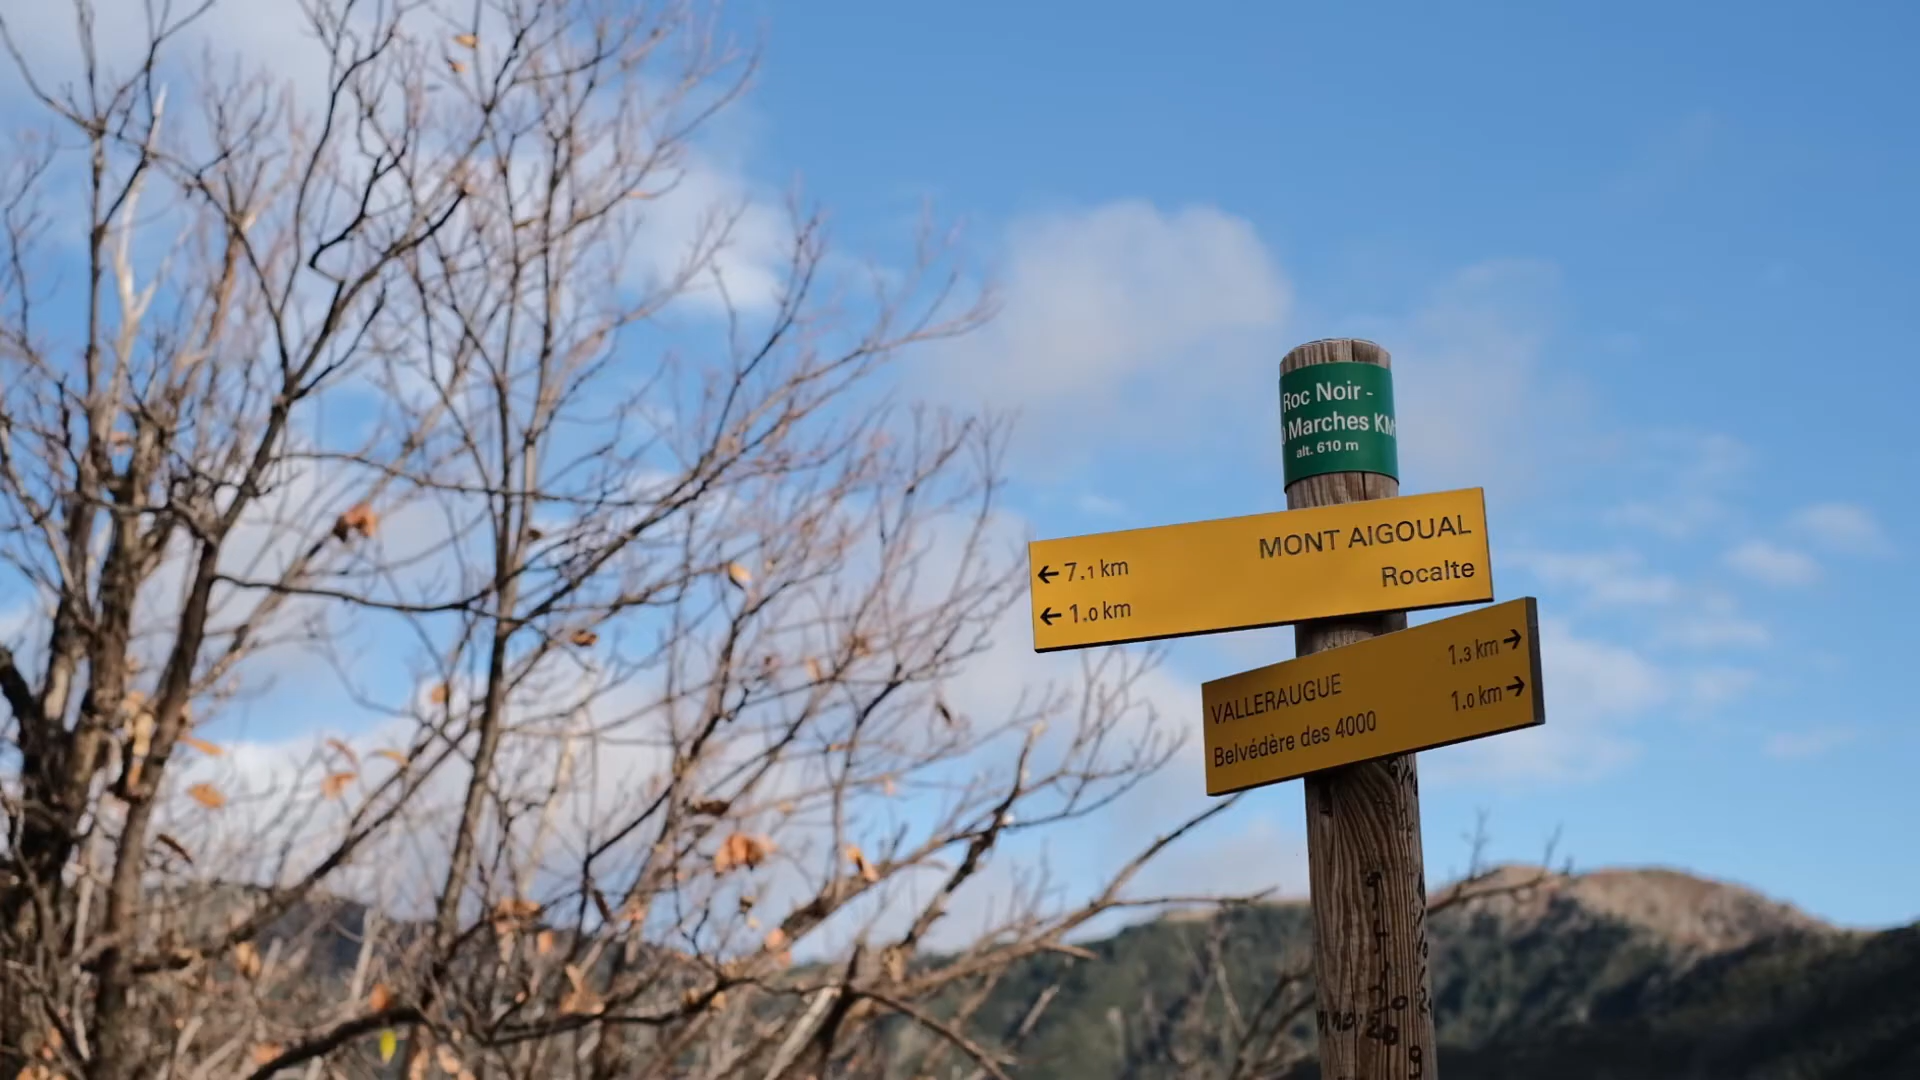 Roc Noir -
Marches KM
alt. 610 m
MONT AIGOUAL
← 7.1 km
Rocalte
← 1.0 km
VALLERAUGUE
1.3 km →
Belvédère des 4000
1.0 km →